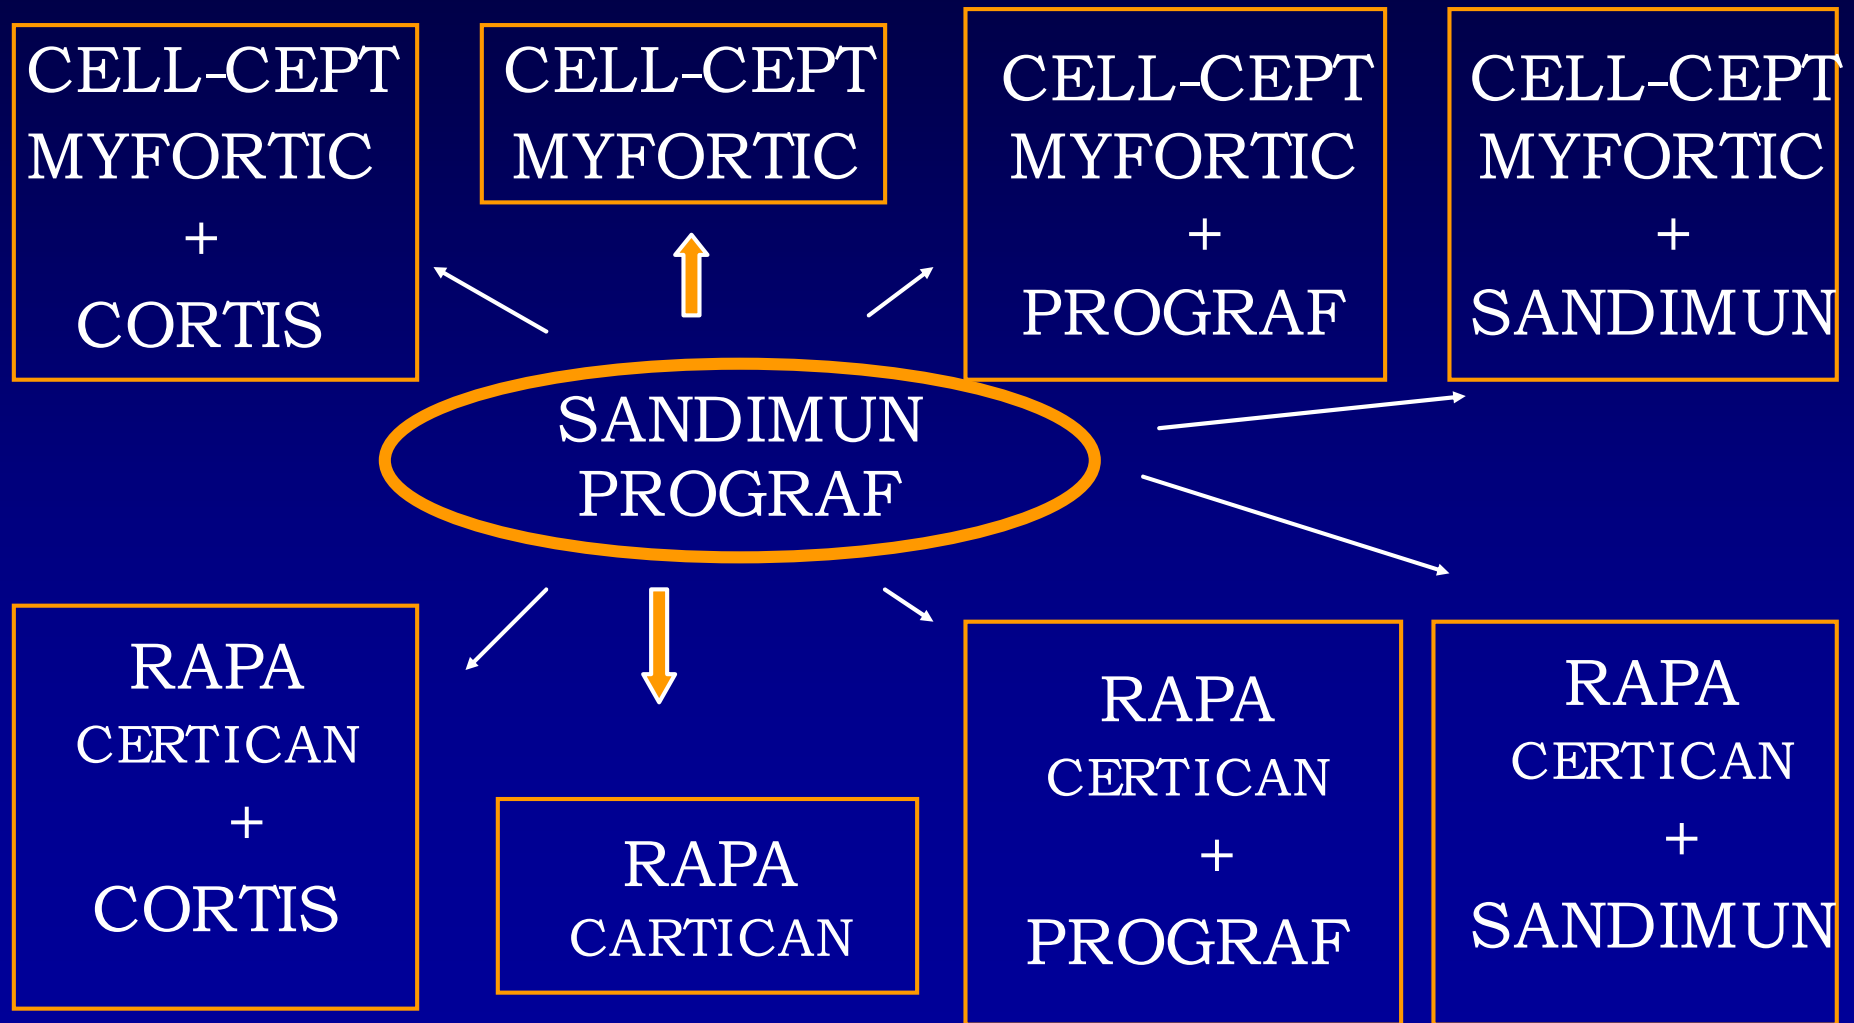 CELL-CEPT
MYFORTIC
+
CORTIS
CELL-CEPT
MYFORTIC
CELL-CEPT
MYFORTIC
+
PROGRAF
CELL-CEPT
MYFORTIC
+
SANDIMUN
SANDIMUN
PROGRAF
RAPA
CERTICAN
+
CORTIS
RAPA
CARTICAN
RAPA
CERTICAN
+
PROGRAF
RAPA
CERTICAN
+
SANDIMUN